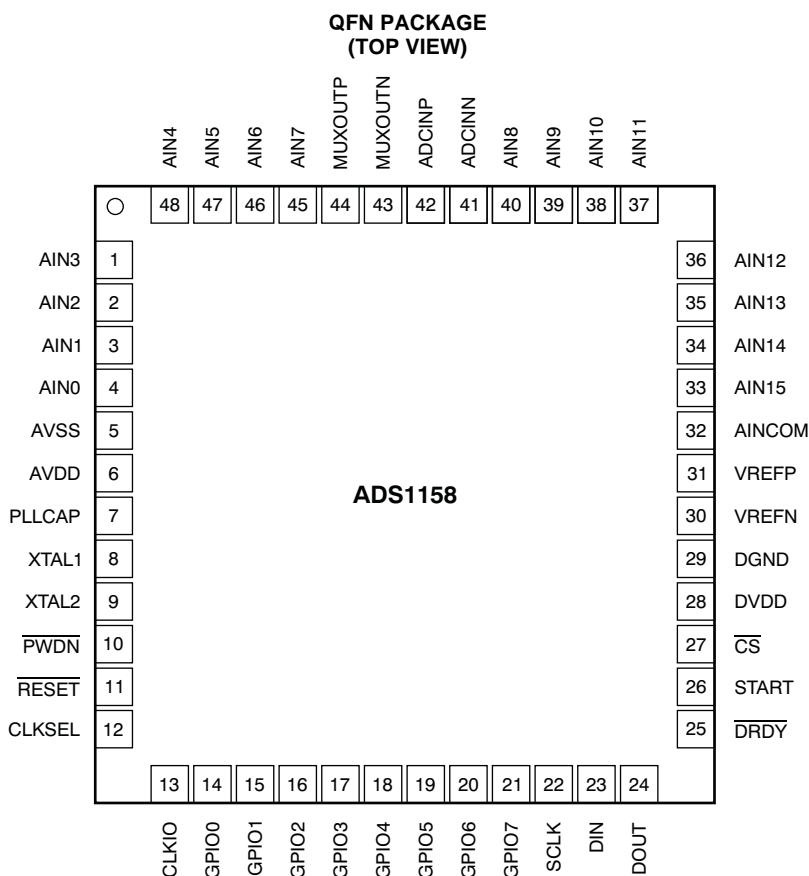 QFN PACKAGE
(TOP VIEW)
AIN4 AIN5 AIN6 AIN7 MUXOUTP MUXOUTN ADCINP ADCINN AIN8 AIN9 AIN10 AIN11
48 47 46 45 44 43 42 41 40 39 38 37
AIN3 1 36 AIN12
AIN2 2 35 AIN13
AIN1 3 34 AIN14
AIN0 4 33 AIN15
AVSS 5 32 AINCOM
AVDD 6 31 VREFP
ADS1158
PLLCAP 7 30 VREFN
XTAL1 8 29 DGND
XTAL2 9 28 DVDD
PWDN 10 27 CS
RESET 11 26 START
CLKSEL 12 25 DRDY
13 14 15 16 17 18 19 20 21 22 23 24
CLKIO GPIO0 GPIO1 GPIO2 GPIO3 GPIO4 GPIO5 GPIO6 GPIO7 SCLK DIN DOUT